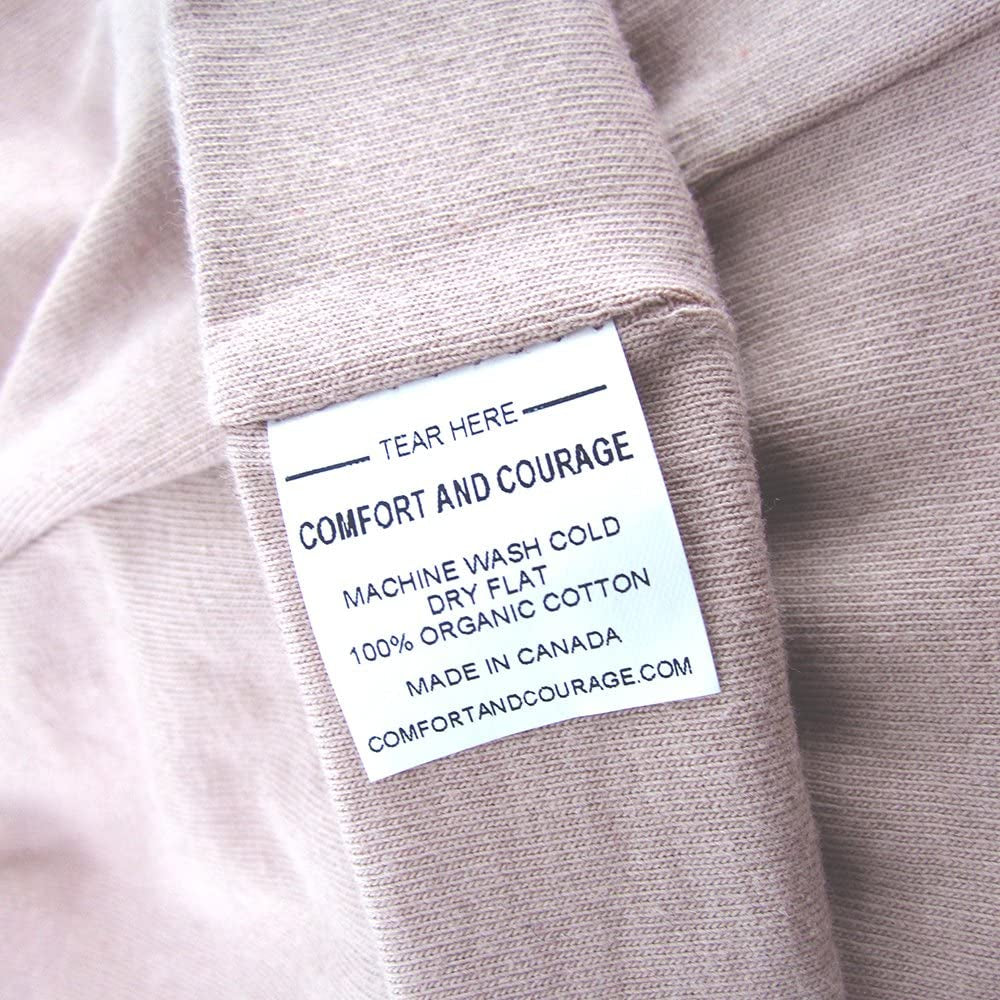 TEAR HERE
COMFORT AND COURAGE
MACHINE WASH COLD
DRY FLAT
100% ORGANIC COTTON
MADE IN CANADA
COMFORTANDCOURAGE.COM